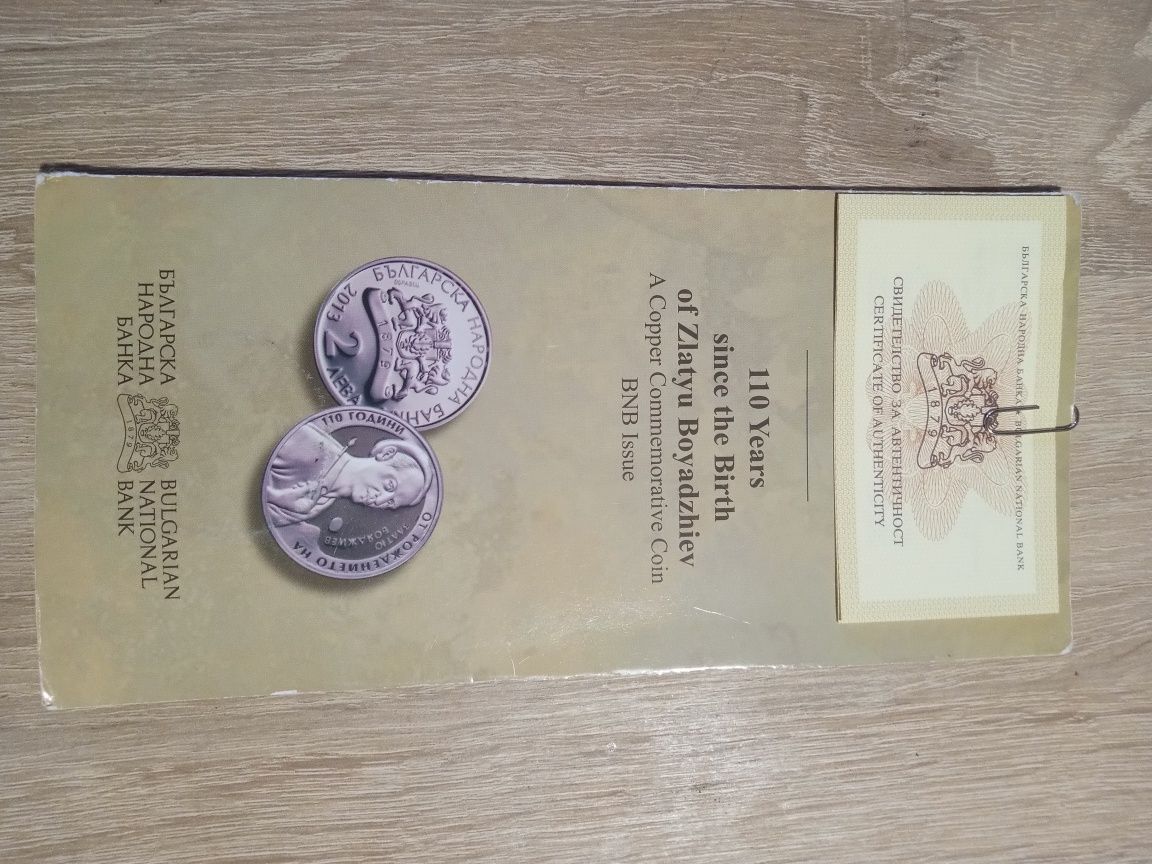 БЪЛГАРСКА НАРОДНА БАНКА • BULGARIAN NATIONAL BANK
1879
СВИДЕТЕЛСТВО ЗА АВТЕНТИЧНОСТ
CERTIFICATE OF AUTHENTICITY
110 Years
since the Birth
of Zlatyu Boyadzhiev
A Copper Commemorative Coin
BNB Issue
БЪЛГАРСКА НАРОДНА БАНКА
ОБРАЗЕЦ
1879
2013
2
ЛЕВА
110 ГОДИНИ
ОТ РОЖДЕНИЕТО НА
ЗЛАТЮ
БОЯДЖИЕВ
БЪЛГАРСКА
НАРОДНА
БАНКА
1879
BULGARIAN
NATIONAL
BANK